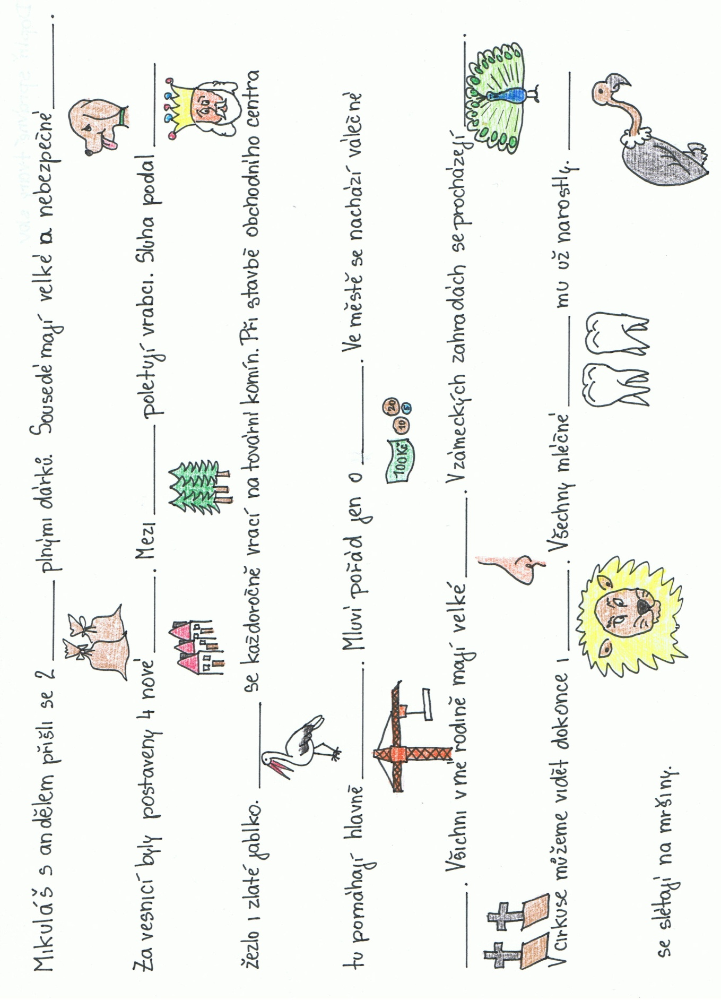 Mikuláš s andělem přišli se 2 ______ plnými dárků. Sousedé mají velké a nebezpečné ______.
Za vesnicí byly postaveny 4 nové ______. Mezi ______ poletují vrabci. Sluha podal ______
žezlo i zlaté jablko. ______ se každoročně vrací na tovární komín. Při stavbě obchodního centra
100Kč 10 20 5
tu pomáhají hlavně ______. Mluví pořád jen o ______. Ve městě se nachází válečné
______. Všichni v mé rodině mají velké ______. V zámeckých zahradách se procházejí ______.
V cirkuse můžeme vidět dokonce i ______. Všechny mléčné ______ mu už narostly. ______
se slétají na mršiny.